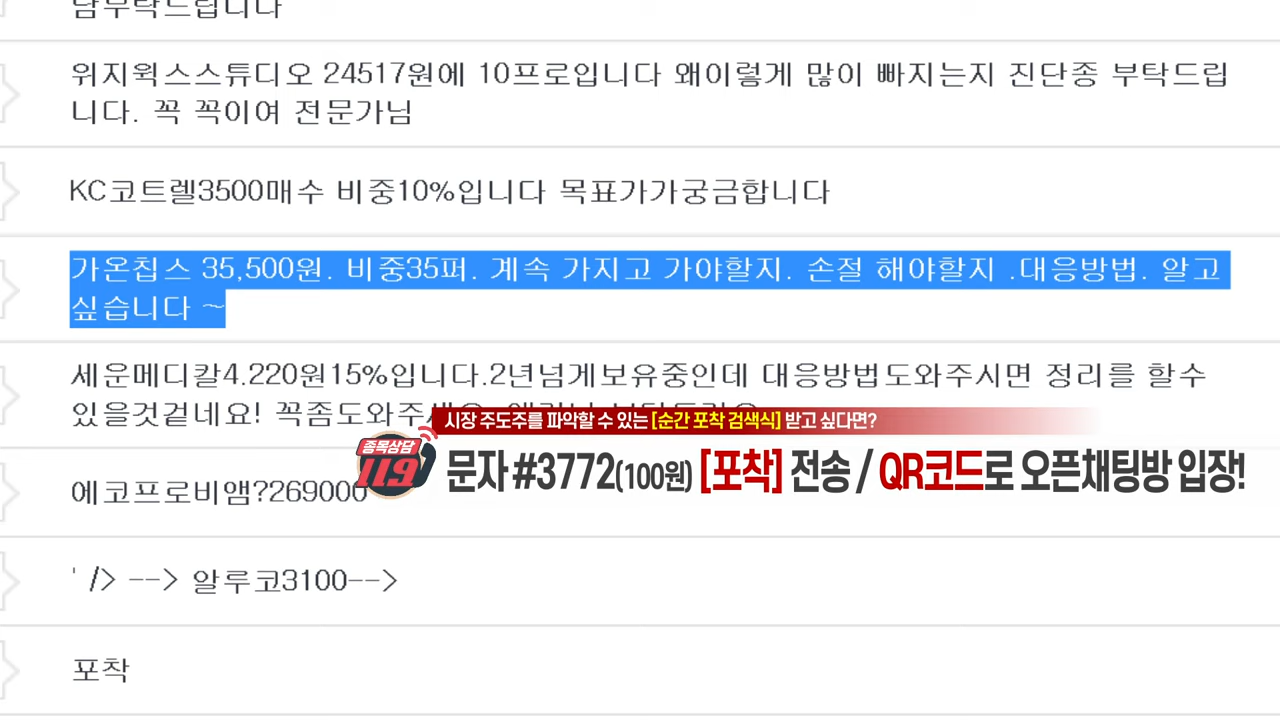 남부탁드립니다
위지윅스스튜디오 24517원에 10프로입니다 왜이렇게 많이 빠지는지 진단종 부탁드립
니다. 꼭 꼭이여 전문가님
KC코트렐3500매수 비중10%입니다 목표가가궁금합니다
가온칩스 35,500원. 비중35퍼. 계속 가지고 가야할지. 손절 해야할지 .대응방법. 알고
싶습니다 ~
세운메디칼4.220원15%입니다.2년넘게보유중인데 대응방법도와주시면 정리를 할수
있을것겉네요! 꼭좀도와주세요
시장 주도주를 파악할 수 있는 [순간 포착 검색식] 받고 싶다면?
종목상담
119
문자 #3772(100원) [포착] 전송 / QR코드로 오픈채팅방 입장!
에코프로비앰?269000
' /> --> 알루코3100-->
포착